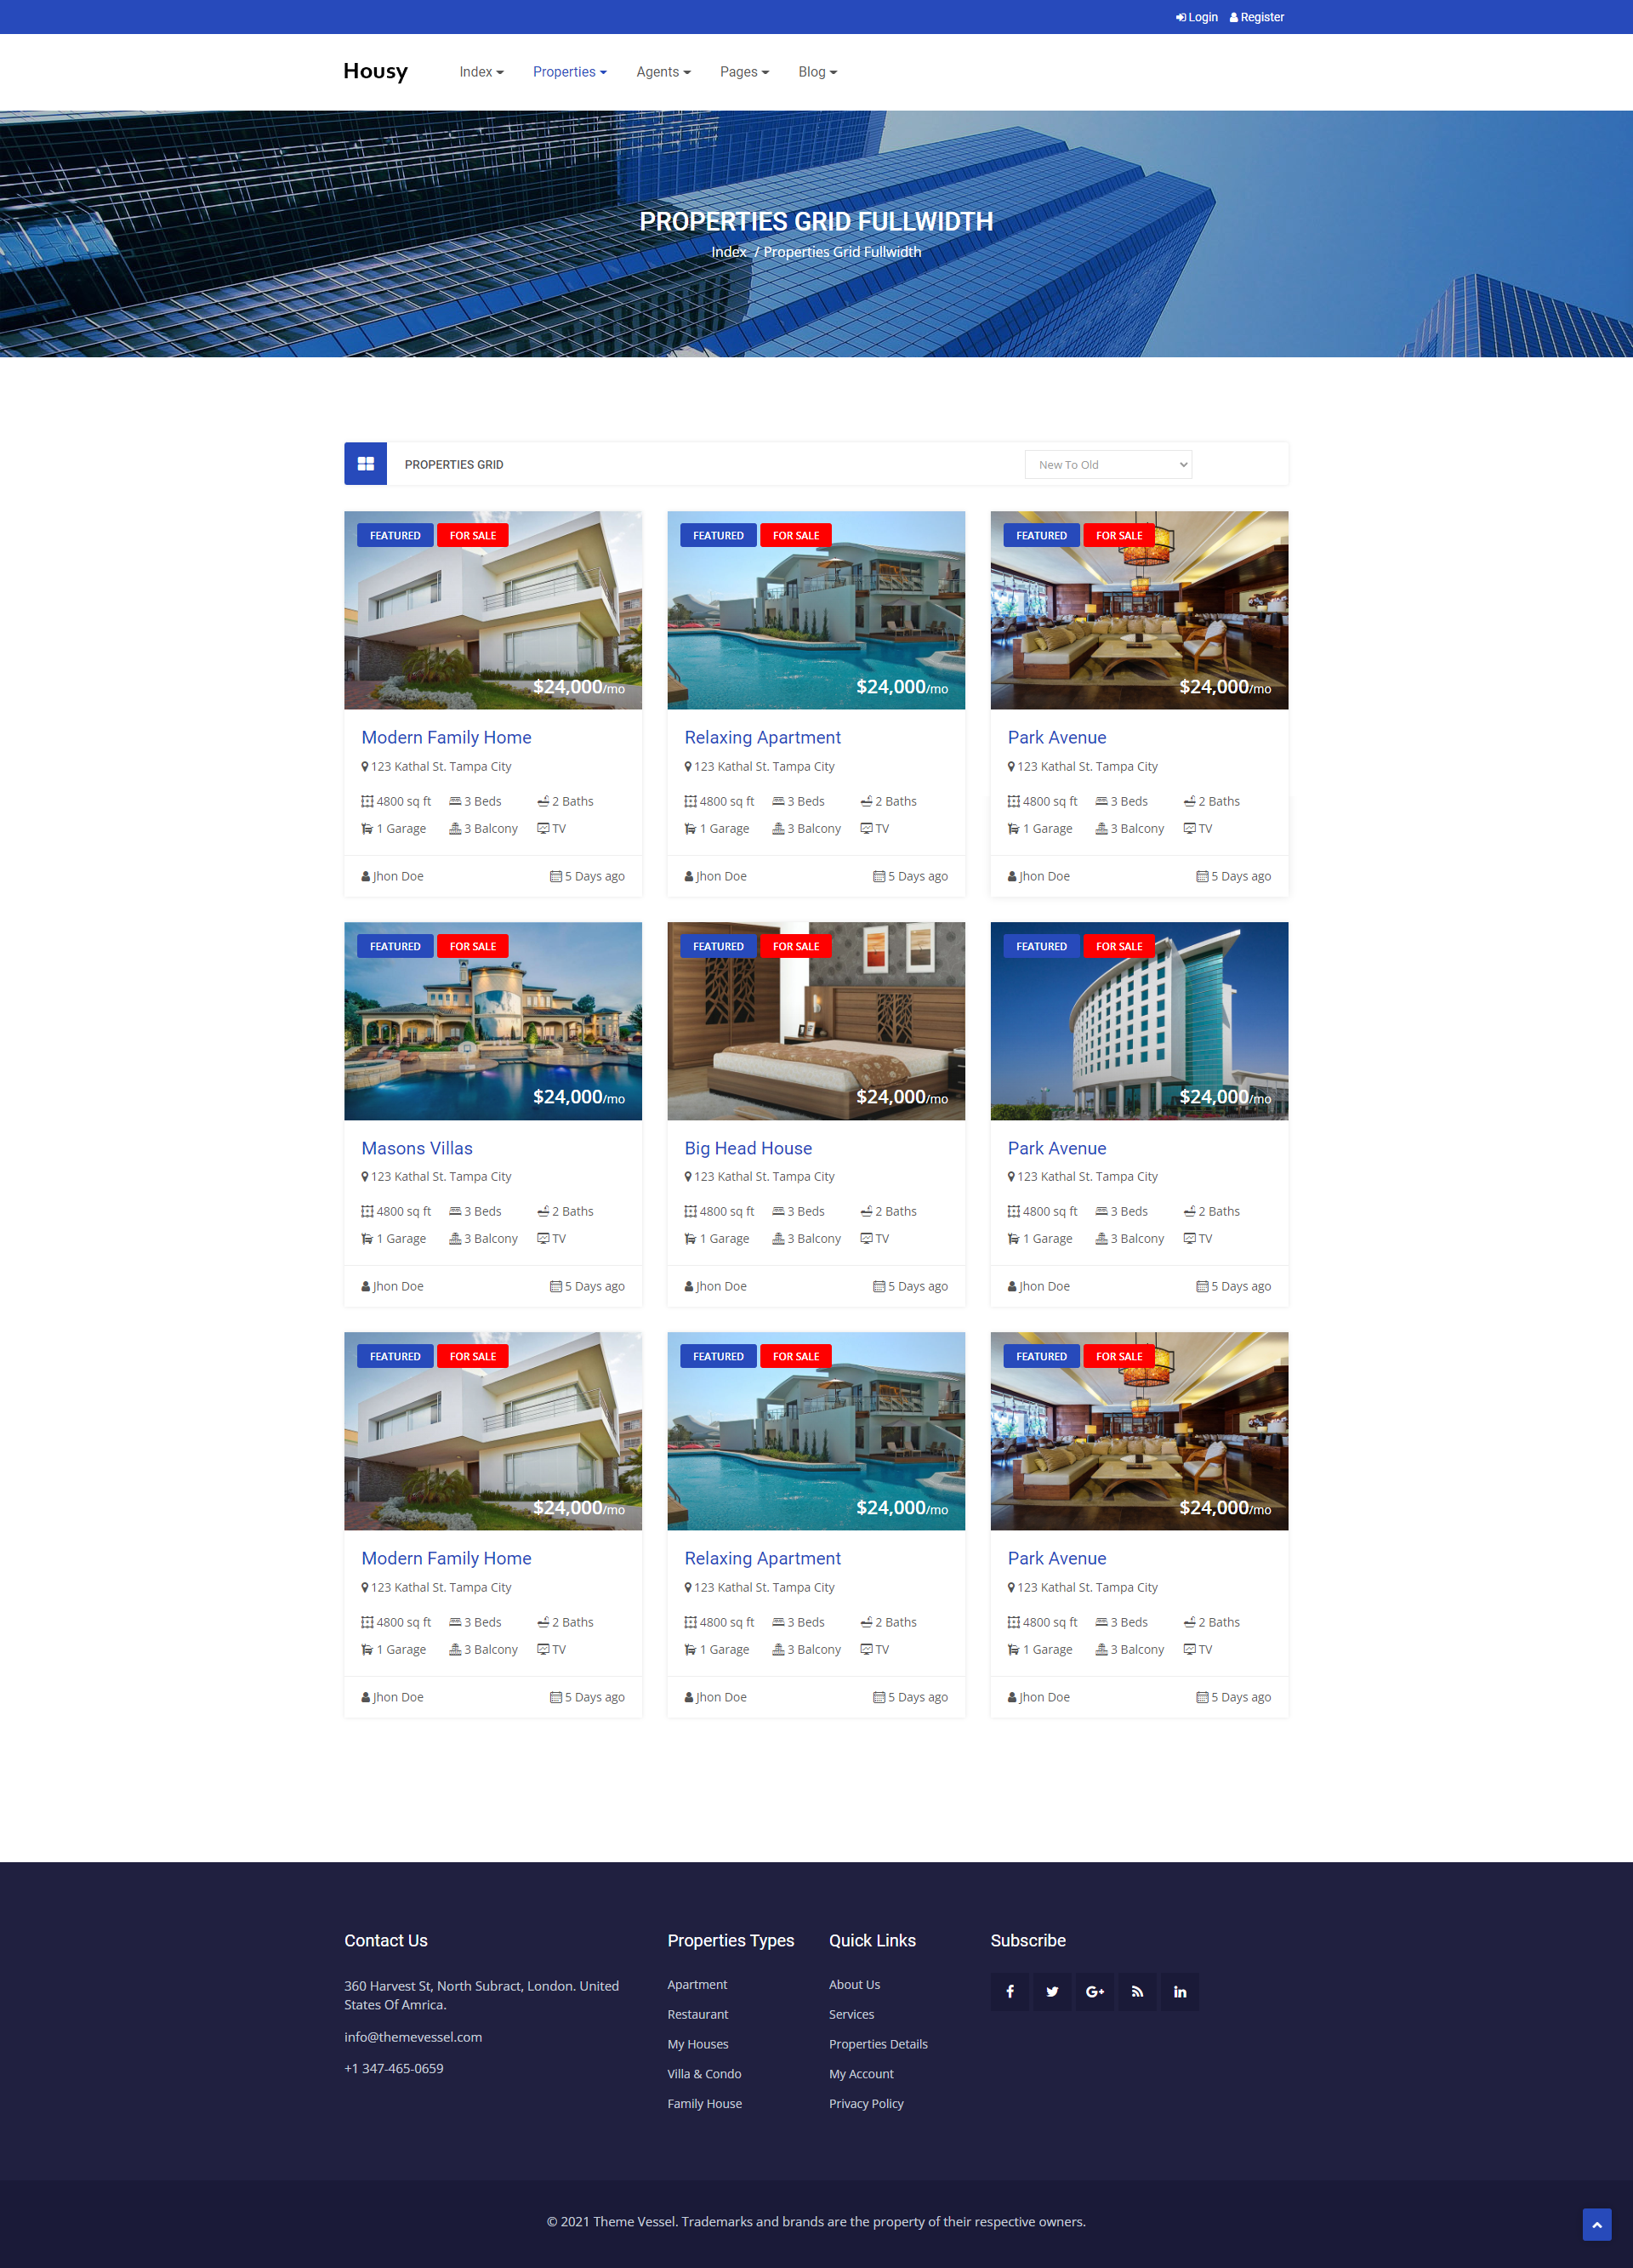 Login Register
Housy Index Properties Agents Pages Blog
PROPERTIES GRID FULLWIDTH
Index / Properties Grid Fullwidth
PROPERTIES GRID New To Old
FEATURED FOR SALE
$24,000/mo
Modern Family Home
123 Kathal St. Tampa City
4800 sq ft 3 Beds 2 Baths
1 Garage 3 Balcony TV
Jhon Doe 5 Days ago
FEATURED FOR SALE
$24,000/mo
Relaxing Apartment
123 Kathal St. Tampa City
4800 sq ft 3 Beds 2 Baths
1 Garage 3 Balcony TV
Jhon Doe 5 Days ago
FEATURED FOR SALE
$24,000/mo
Park Avenue
123 Kathal St. Tampa City
4800 sq ft 3 Beds 2 Baths
1 Garage 3 Balcony TV
Jhon Doe 5 Days ago
FEATURED FOR SALE
$24,000/mo
Masons Villas
123 Kathal St. Tampa City
4800 sq ft 3 Beds 2 Baths
1 Garage 3 Balcony TV
Jhon Doe 5 Days ago
FEATURED FOR SALE
$24,000/mo
Big Head House
123 Kathal St. Tampa City
4800 sq ft 3 Beds 2 Baths
1 Garage 3 Balcony TV
Jhon Doe 5 Days ago
FEATURED FOR SALE
$24,000/mo
Park Avenue
123 Kathal St. Tampa City
4800 sq ft 3 Beds 2 Baths
1 Garage 3 Balcony TV
Jhon Doe 5 Days ago
FEATURED FOR SALE
$24,000/mo
Modern Family Home
123 Kathal St. Tampa City
4800 sq ft 3 Beds 2 Baths
1 Garage 3 Balcony TV
Jhon Doe 5 Days ago
FEATURED FOR SALE
$24,000/mo
Relaxing Apartment
123 Kathal St. Tampa City
4800 sq ft 3 Beds 2 Baths
1 Garage 3 Balcony TV
Jhon Doe 5 Days ago
FEATURED FOR SALE
$24,000/mo
Park Avenue
123 Kathal St. Tampa City
4800 sq ft 3 Beds 2 Baths
1 Garage 3 Balcony TV
Jhon Doe 5 Days ago
Contact Us
360 Harvest St, North Subract, London. United
States Of Amrica.
info@themevessel.com
+1 347-465-0659
Properties Types
Apartment
Restaurant
My Houses
Villa & Condo
Family House
Quick Links
About Us
Services
Properties Details
My Account
Privacy Policy
Subscribe
© 2021 Theme Vessel. Trademarks and brands are the property of their respective owners.